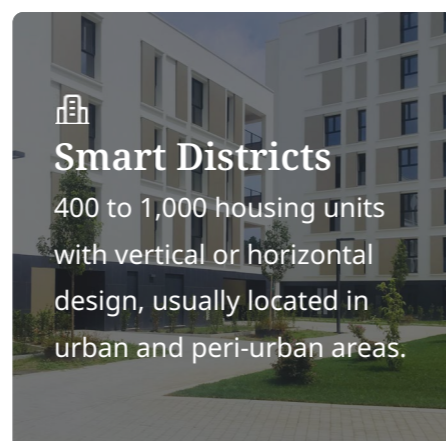 Smart Districts
400 to 1,000 housing units
with vertical or horizontal
design, usually located in
urban and peri-urban areas.